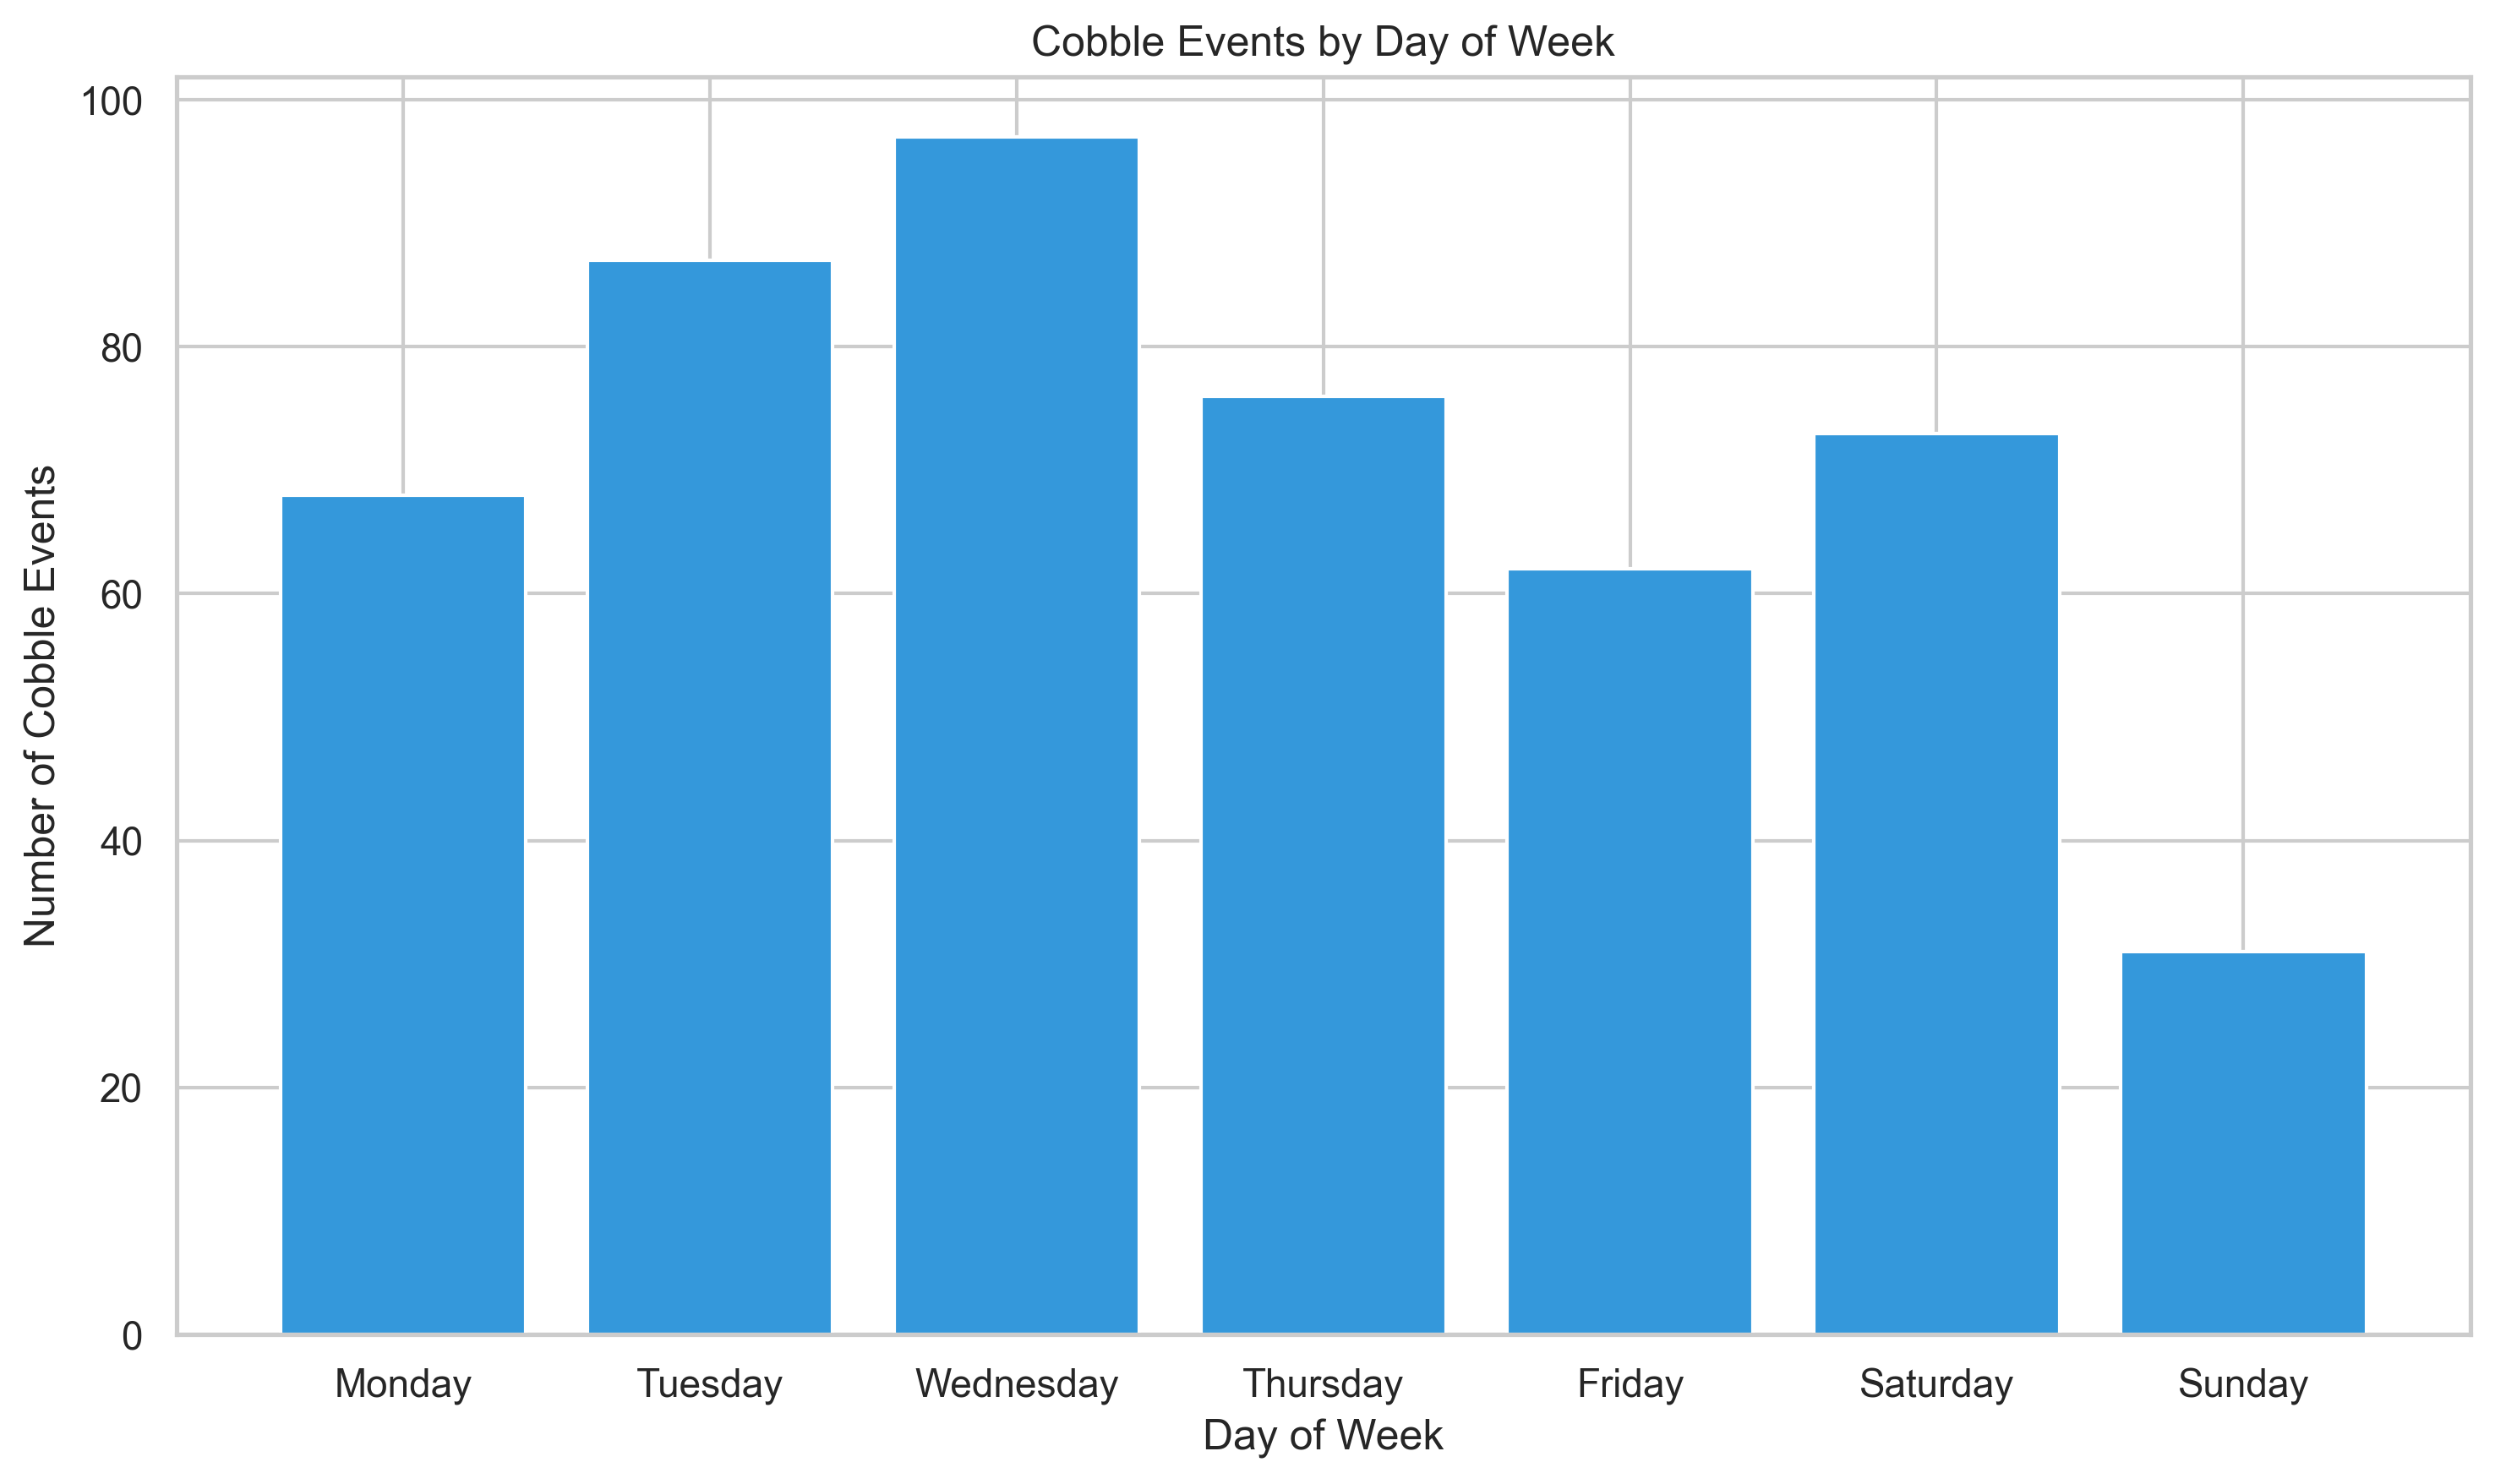 Cobble Events by Day of Week
Number of Cobble Events
100
80
60
40
20
0
Monday Tuesday Wednesday Thursday Friday Saturday Sunday
Day of Week